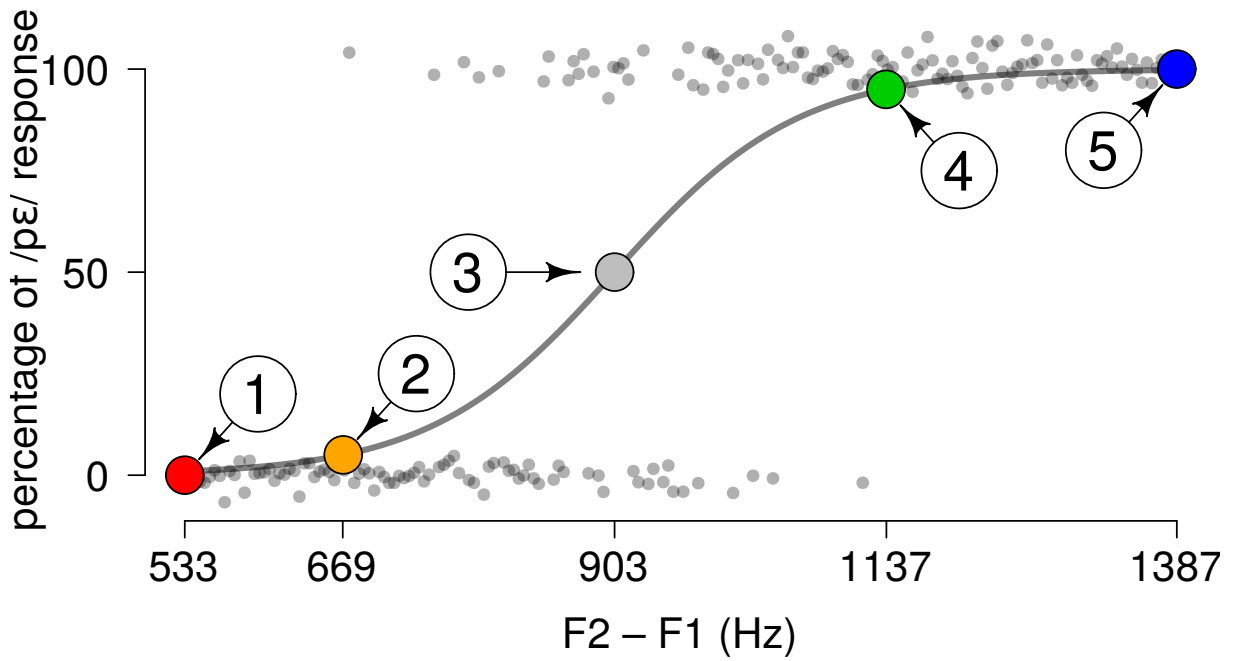 percentage of /pɛ/ response
100
50
0
1
2
3
4
5
533 669 903 1137 1387
F2 – F1 (Hz)